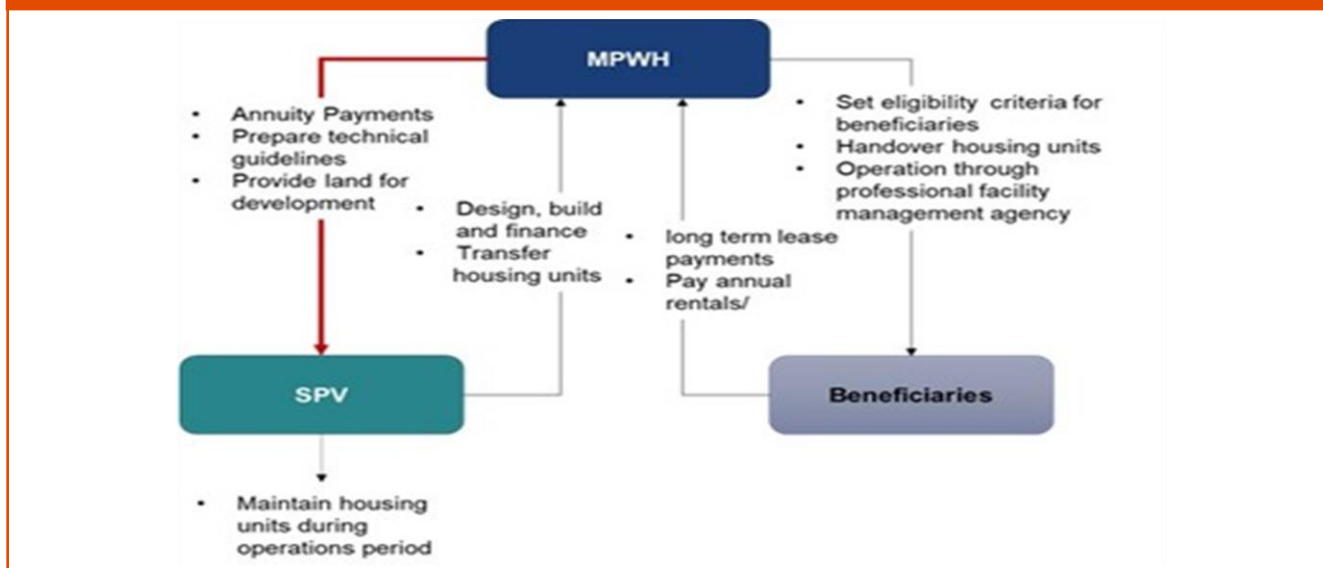 MPWH
• Annuity Payments
• Prepare technical
guidelines
• Provide land for
development
• Design, build
and finance
• Transfer
housing units
• long term lease
payments
• Pay annual
rentals/
• Set eligibility criteria for
beneficiaries
• Handover housing units
• Operation through
professional facility
management agency
SPV
Beneficiaries
• Maintain housing
units during
operations period